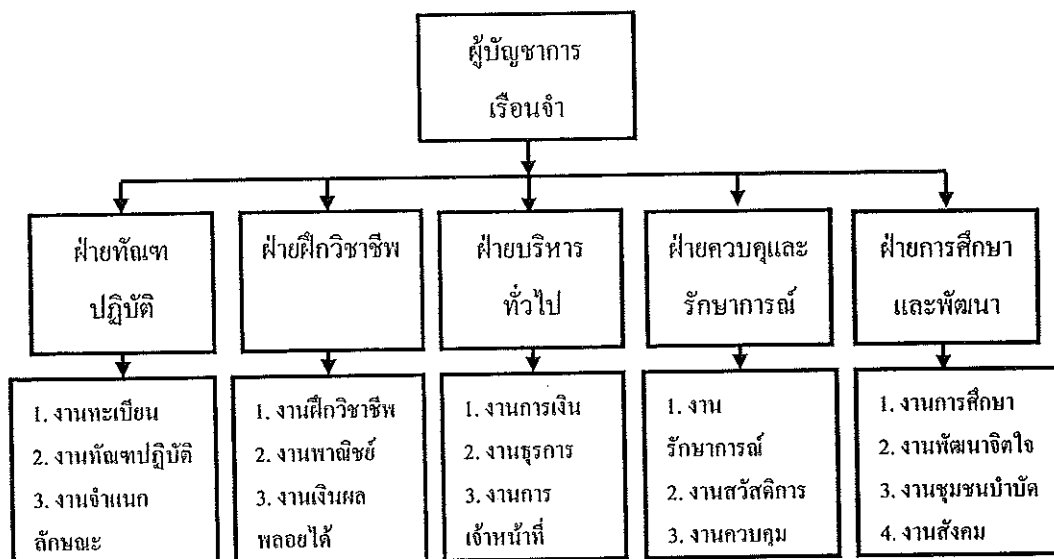 ผู้บัญชาการ
เรือนจำ
ฝ่ายทัณฑ
ปฏิบัติ
ฝ่ายฝึกวิชาชีพ
ฝ่ายบริหาร
ทั่วไป
ฝ่ายควบคุและ
รักษาการณ์
ฝ่ายการศึกษา
และพัฒนา
1. งานทะเบียน
2. งานทัณฑปฏิบัติ
3. งานจำแนก
ลักษณะ
1. งานฝึกวิชาชีพ
2. งานพาณิชย์
3. งานเงินผล
พลอยได้
1. งานการเงิน
2. งานธุรการ
3. งานการ
เจ้าหน้าที่
1. งาน
รักษาการณ์
2. งานสวัสดิการ
3. งานควบคุม
1. งานการศึกษา
2. งานพัฒนาจิตใจ
3. งานชุมชนบำบัด
4. งานสังคม